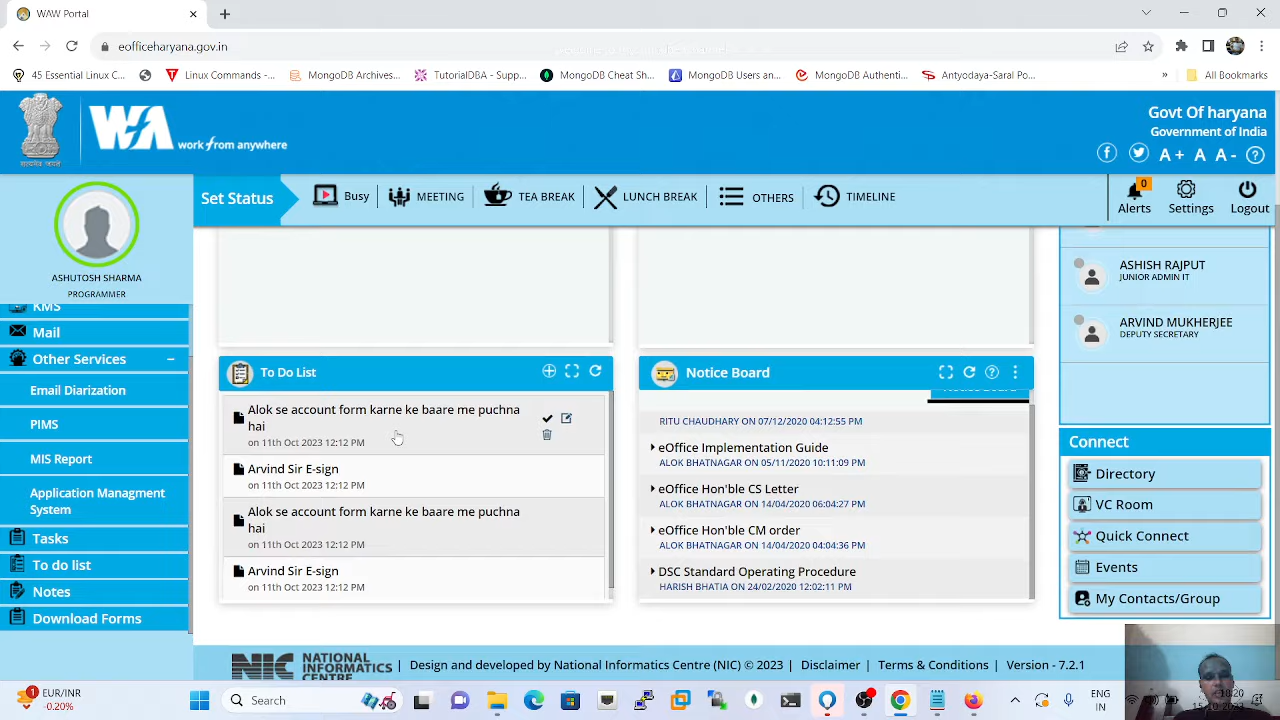 WAW Portal
eofficeharyana.gov.in
45 Essential Linux C...
Linux Commands -...
MongoDB Archives...
TutorialDBA - Supp...
MongoDB Cheat Sh...
MongoDB Users an...
MongoDB Authenti...
Antyodaya-Saral Po...
»
All Bookmarks
सत्यमेव जयते
WA work from anywhere
Govt Of haryana
Government of India
A + A A -
Set Status
Busy
MEETING
TEA BREAK
LUNCH BREAK
OTHERS
TIMELINE
0
Alerts
Settings
Logout
ASHUTOSH SHARMA
PROGRAMMER
KMS
Mail
Other Services
Email Diarization
PIMS
MIS Report
Application Managment
System
Tasks
To do list
Notes
Download Forms
To Do List
Alok se account form karne ke baare me puchna
hai
on 11th Oct 2023 12:12 PM
Arvind Sir E-sign
on 11th Oct 2023 12:12 PM
Alok se account form karne ke baare me puchna
hai
on 11th Oct 2023 12:12 PM
Arvind Sir E-sign
on 11th Oct 2023 12:12 PM
Notice Board
RITU CHAUDHARY ON 07/12/2020 04:12:55 PM
eOffice Implementation Guide
ALOK BHATNAGAR ON 05/11/2020 10:11:09 PM
eOffice Hon'ble CS Letter
ALOK BHATNAGAR ON 14/04/2020 06:04:27 PM
eOffice Hon'ble CM order
ALOK BHATNAGAR ON 14/04/2020 04:04:36 PM
DSC Standard Operating Procedure
HARISH BHATIA ON 24/02/2020 12:02:11 PM
ASHISH RAJPUT
JUNIOR ADMIN IT
ARVIND MUKHERJEE
DEPUTY SECRETARY
Connect
Directory
VC Room
Quick Connect
Events
My Contacts/Group
NIC NATIONAL
INFORMATICS
CENTRE
Design and developed by National Informatics Centre (NIC) © 2023 | Disclaimer | Terms & Conditions | Version - 7.2.1
1
EUR/INR
-0.20%
Search
ENG
IN
18:20